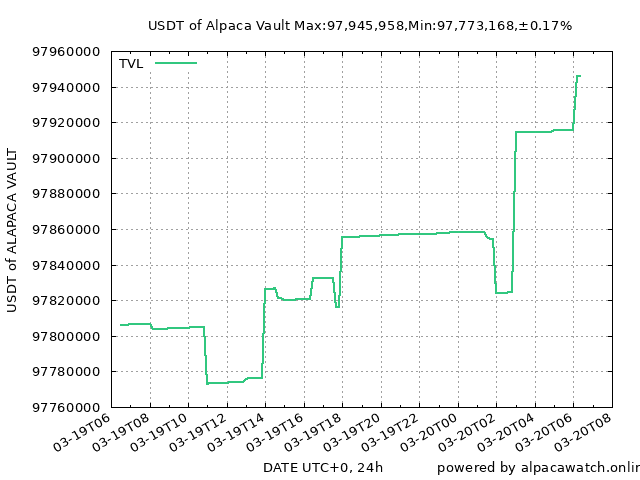 USDT of Alpaca Vault Max:97,945,958,Min:97,773,168,±0.17%
97960000
97940000
97920000
97900000
97880000
97860000
97840000
97820000
97800000
97780000
97760000
TVL
USDT of ALAPACA VAULT
03-19T06
03-19T08
03-19T10
03-19T12
03-19T14
03-19T16
03-19T18
03-19T20
03-19T22
03-20T00
03-20T02
03-20T04
03-20T06
03-20T08
DATE UTC+0, 24h
powered by alpacawatch.onlin